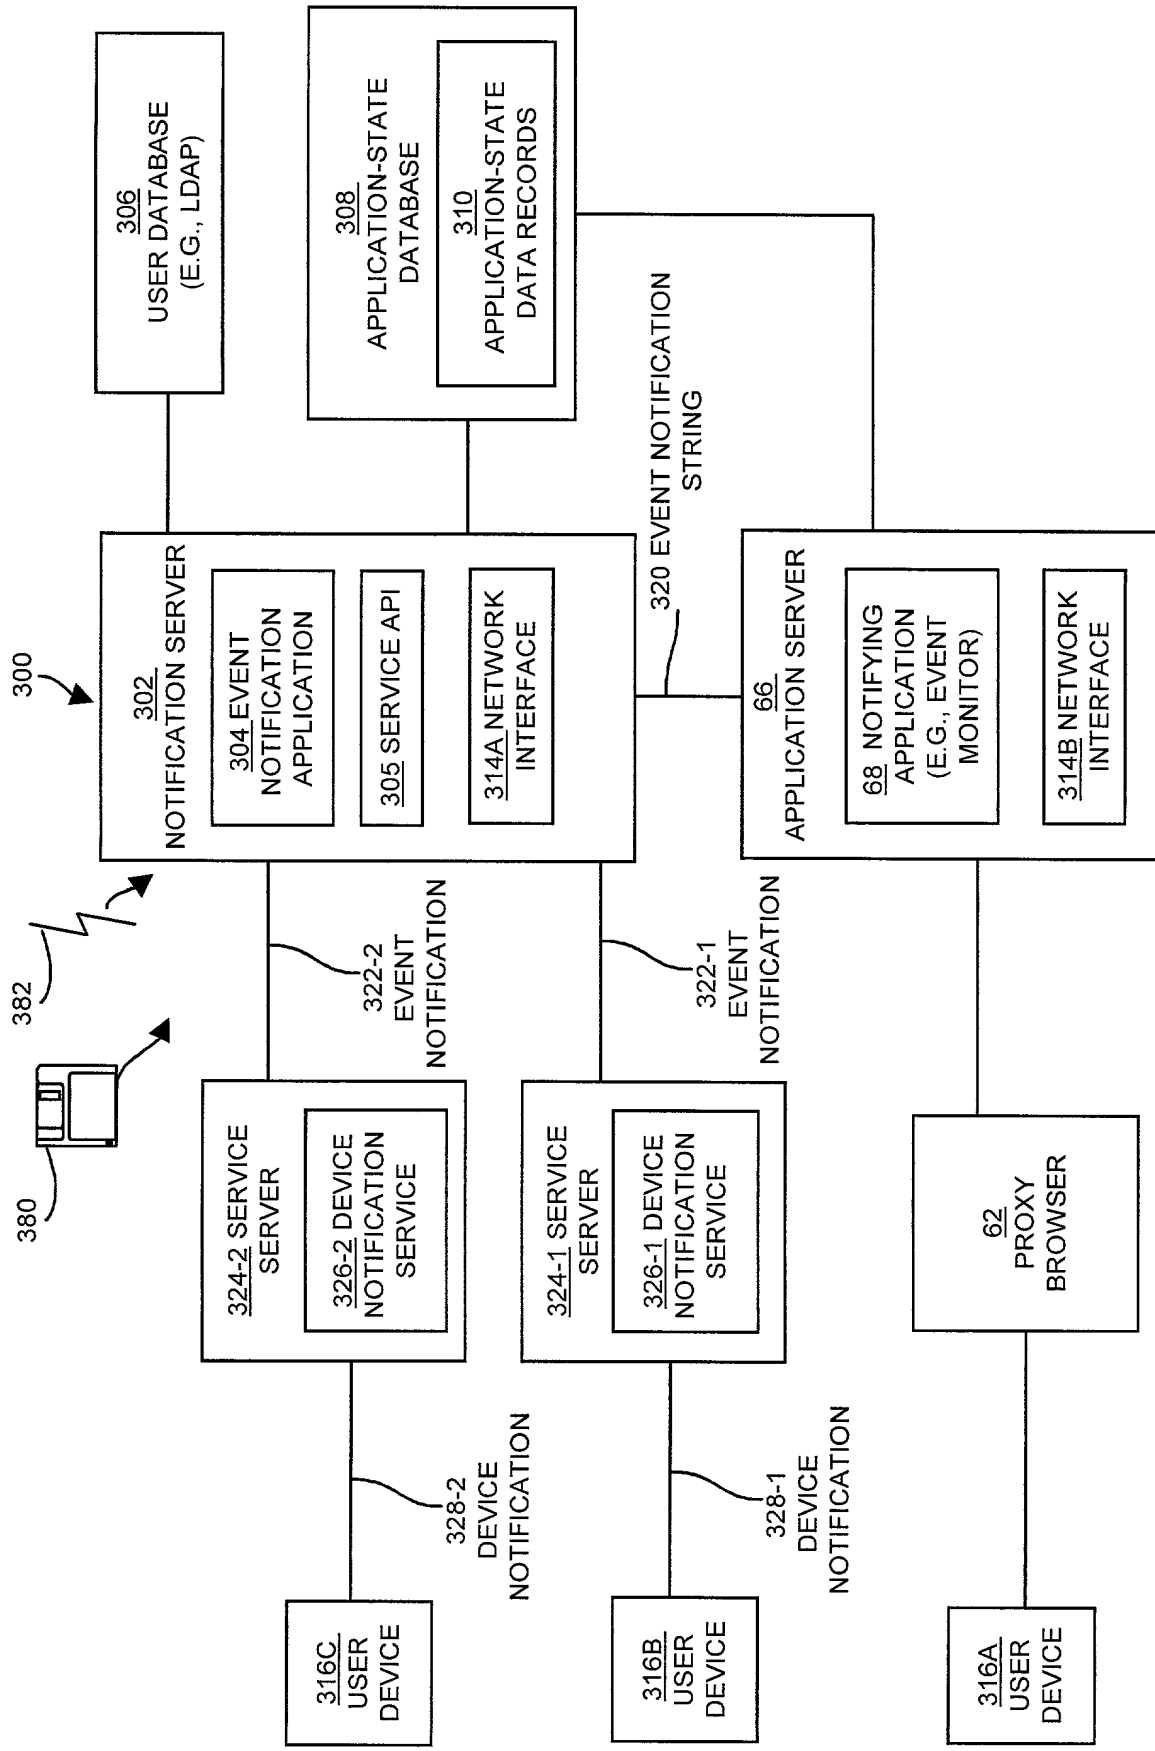 300
302
NOTIFICATION SERVER
304 EVENT
NOTIFICATION
APPLICATION
305 SERVICE API
314A NETWORK
INTERFACE
306
USER DATABASE
(E.G., LDAP)
308
APPLICATION-STATE
DATABASE
310
APPLICATION-STATE
DATA RECORDS
320 EVENT NOTIFICATION
STRING
66
APPLICATION SERVER
68 NOTIFYING
APPLICATION
(E.G., EVENT
MONITOR)
314B NETWORK
INTERFACE
380
382
322-2
EVENT
NOTIFICATION
322-1
EVENT
NOTIFICATION
324-2 SERVICE
SERVER
326-2 DEVICE
NOTIFICATION
SERVICE
324-1 SERVICE
SERVER
326-1 DEVICE
NOTIFICATION
SERVICE
62
PROXY
BROWSER
328-2
DEVICE
NOTIFICATION
328-1
DEVICE
NOTIFICATION
316C
USER
DEVICE
316B
USER
DEVICE
316A
USER
DEVICE